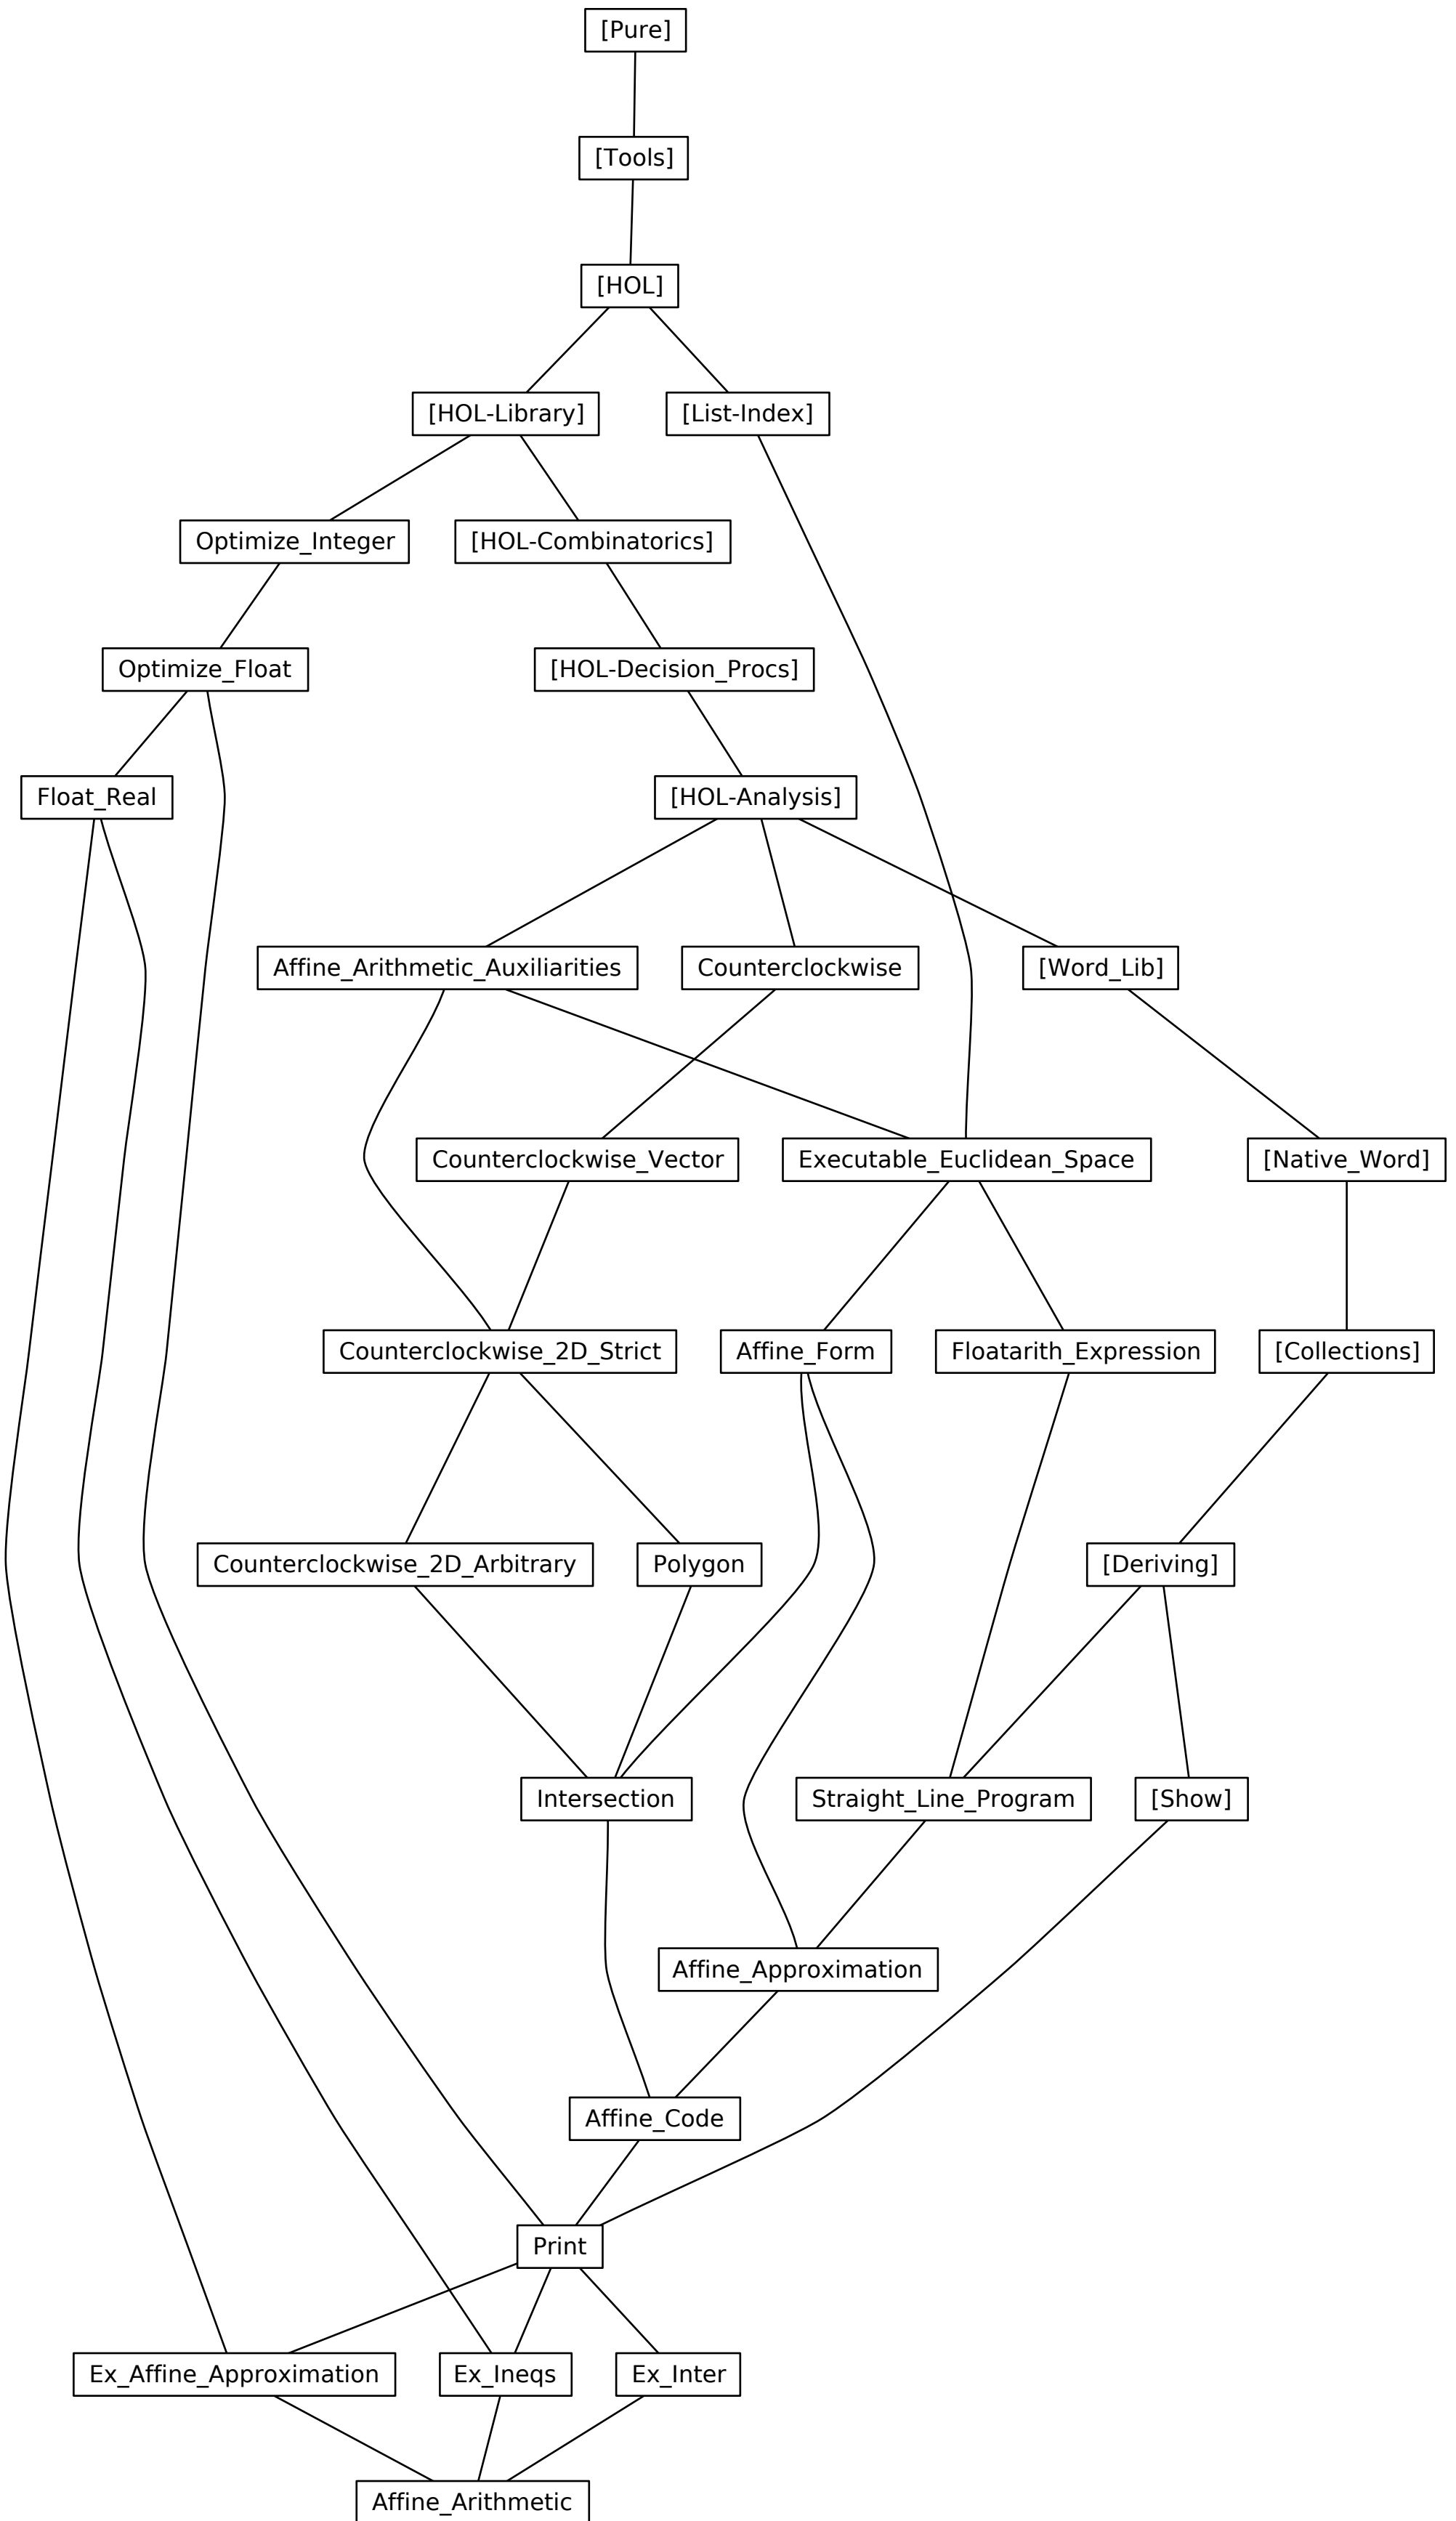 [Pure]
[Tools]
[HOL]
[HOL-Library]
[List-Index]
Optimize_Integer
[HOL-Combinatorics]
Optimize_Float
[HOL-Decision_Procs]
Float_Real
[HOL-Analysis]
Affine_Arithmetic_Auxiliarities
Counterclockwise
[Word_Lib]
Counterclockwise_Vector
Executable_Euclidean_Space
[Native_Word]
Counterclockwise_2D_Strict
Affine_Form
Floatarith_Expression
[Collections]
Counterclockwise_2D_Arbitrary
Polygon
[Deriving]
Intersection
Straight_Line_Program
[Show]
Affine_Approximation
Affine_Code
Print
Ex_Affine_Approximation
Ex_Ineqs
Ex_Inter
Affine_Arithmetic